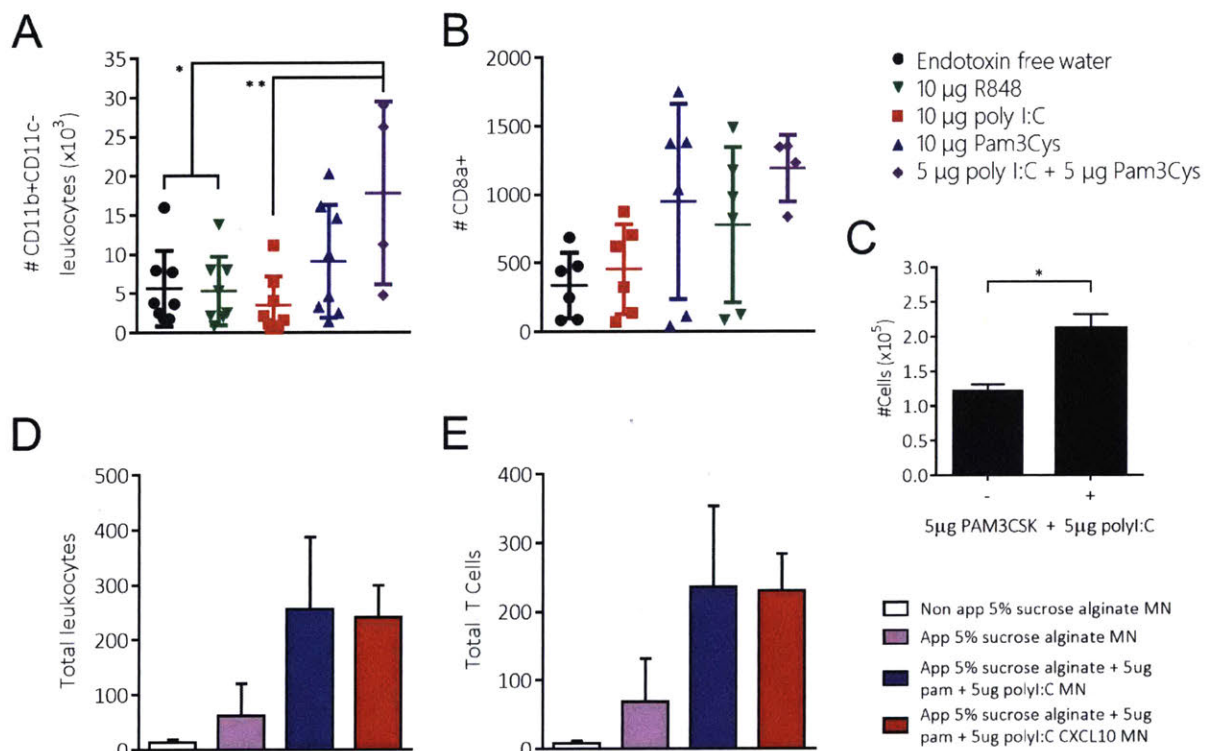 A
# CD11b+CD11c-
leukocytes (x10³)
35
30
25
20
15
10
5
0
*
**
B
# CD8a+
2000
1500
1000
500
0
Endotoxin free water
10 µg R848
10 µg poly I:C
10 µg Pam3Cys
5 µg poly I:C + 5 µg Pam3Cys
C
#Cells (x10⁵)
3.0
2.5
2.0
1.5
1.0
0.5
0.0
*
- +
5µg PAM3CSK + 5µg polyI:C
D
Total leukocytes
500
400
300
200
100
0
E
Total T Cells
400
300
200
100
0
Non app 5% sucrose alginate MN
App 5% sucrose alginate MN
App 5% sucrose alginate + 5ug
pam + 5ug polyI:C MN
App 5% sucrose alginate + 5ug
pam + 5ug polyI:C CXCL10 MN